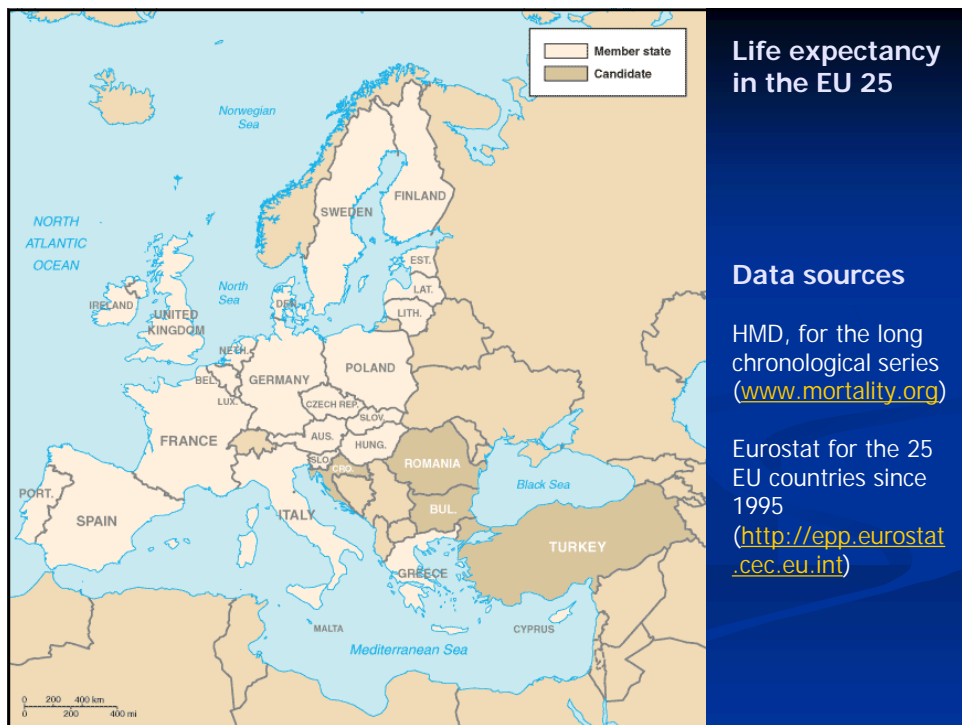 Member state
Candidate
Norwegian
Sea
FINLAND
SWEDEN
NORTH
ATLANTIC
OCEAN
EST.
LAT.
North
Sea
DEN.
LITH.
IRELAND
UNITED
KINGDOM
NETH.
POLAND
BEL.
GERMANY
LUX.
CZECH REP.
SLOV.
FRANCE
AUS.
HUNG.
SLO.
CRO.
ROMANIA
Black Sea
PORT.
SPAIN
ITALY
BUL.
TURKEY
GREECE
MALTA
CYPRUS
Mediterranean Sea
0 200 400 km
0 200 400 mi
Life expectancy
in the EU 25
Data sources
HMD, for the long
chronological series
(www.mortality.org)
Eurostat for the 25
EU countries since
1995
(http://epp.eurostat
.cec.eu.int)